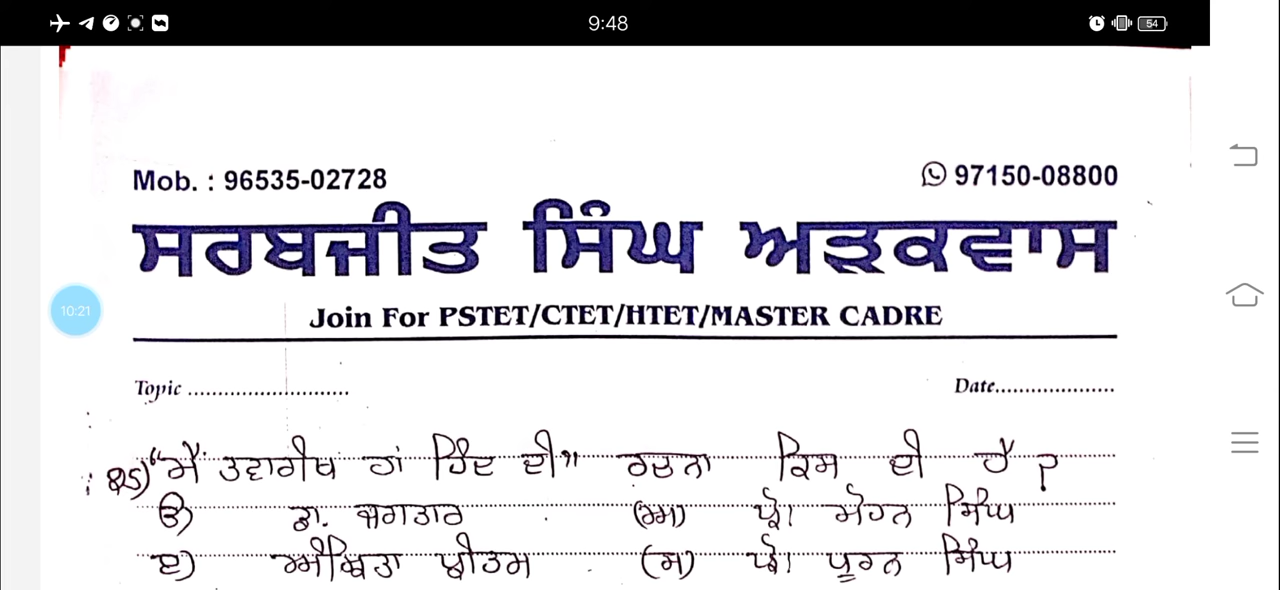 9:48
54
Mob. : 96535-02728
97150-08800
ਸਰਬਜੀਤ ਸਿੰਘ ਅੜਕਵਾਸ
10:21
Join For PSTET/CTET/HTET/MASTER CADRE
Topic ........................... Date....................
85) "ਮੈਂ ਤਵਾਰੀਖ ਹਾਂ ਹਿੰਦ ਦੀ" ਰਚਨਾ ਕਿਸ ਦੀ ਹੈ ?
ੳ) ਡਾ. ਜਗਤਾਰ (ਅ) ਪ੍ਰੋ। ਮੋਹਨ ਸਿੰਘ
ੲ) ਅੰਮ੍ਰਿਤਾ ਪ੍ਰੀਤਮ (ਸ) ਪ੍ਰੋ। ਪੂਰਨ ਸਿੰਘ